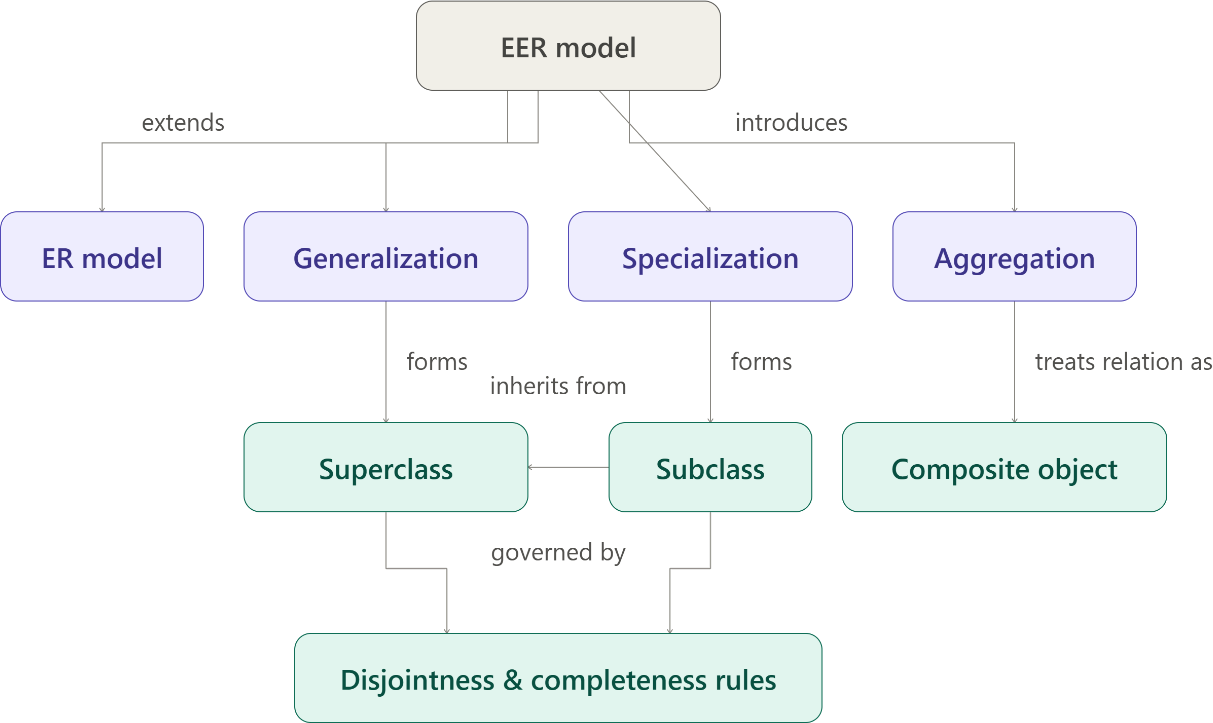 EER model
extends
introduces
ER model
Generalization
Specialization
Aggregation
forms
forms
treats relation as
inherits from
Superclass
Subclass
Composite object
governed by
Disjointness & completeness rules